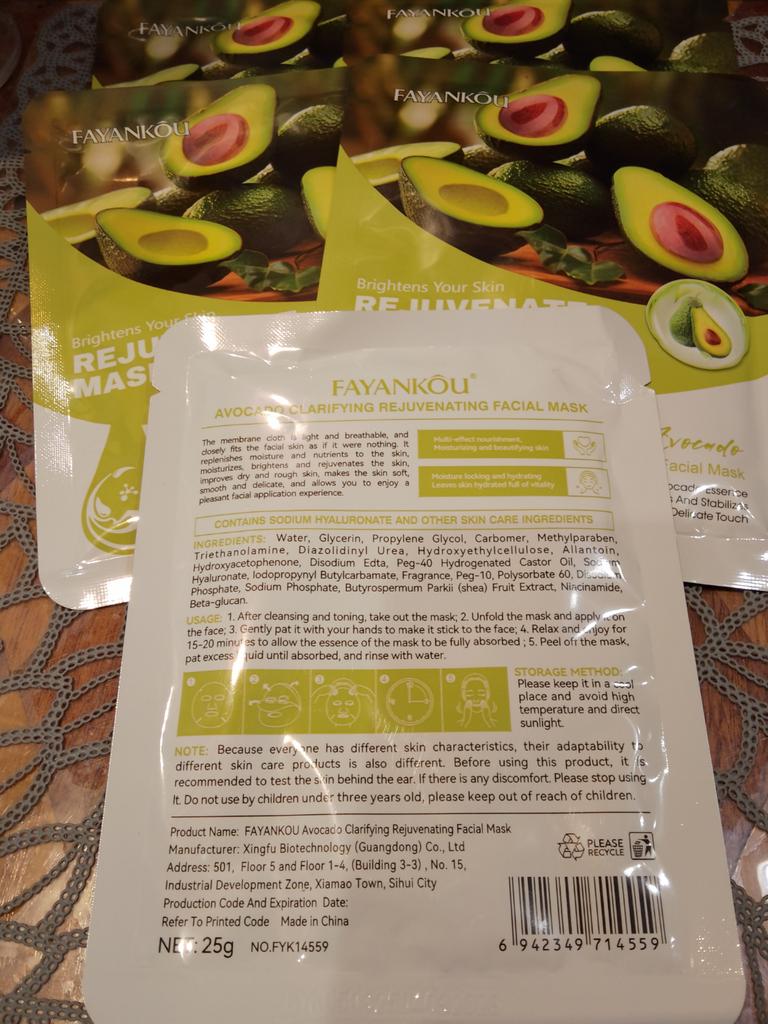 FAYANKÔU
FAYANKÔU
FAYANKÔU
FAYANKÔU
Brightens Your Skin
REJU
MAS
Brightens Your Skin
REJUVENATE
Avocado
Facial Mask
Essence
And Stabilizes
Delicate Touch
FAYANKÔU®
AVOCADO CLARIFYING REJUVENATING FACIAL MASK
The membrane cloth is light and breathable, and
closely fits the facial skin as if it were nothing. It
replenishes moisture and nutrients to the skin,
moisturizes, brightens and rejuvenates the skin,
improves dry and rough skin, makes the skin soft,
smooth and delicate, and allows you to enjoy a
pleasant facial application experience.
Multi-effect nourishment,
Moisturizing and beautifying skin
Moisture locking and hydrating
Leaves skin hydrated full of vitality
CONTAINS SODIUM HYALURONATE AND OTHER SKIN CARE INGREDIENTS
INGREDIENTS: Water, Glycerin, Propylene Glycol, Carbomer, Methylparaben,
Triethanolamine, Diazolidinyl Urea, Hydroxyethylcellulose, Allantoin,
Hydroxyacetophenone, Disodium Edta, Peg-40 Hydrogenated Castor Oil, Sodium
Hyaluronate, Iodopropynyl Butylcarbamate, Fragrance, Peg-10, Polysorbate 60, Disodium
Phosphate, Sodium Phosphate, Butyrospermum Parkii (shea) Fruit Extract, Niacinamide,
Beta-glucan.
USAGE: 1. After cleansing and toning, take out the mask; 2. Unfold the mask and apply it on
the face; 3. Gently pat it with your hands to make it stick to the face; 4. Relax and enjoy for
15-20 minutes to allow the essence of the mask to be fully absorbed ; 5. Peel off the mask,
pat excess liquid until absorbed, and rinse with water.
1 2 3 4 5
STORAGE METHOD:
Please keep it in a cool
place and avoid high
temperature and direct
sunlight.
NOTE: Because everyone has different skin characteristics, their adaptability to
different skin care products is also different. Before using this product, it is
recommended to test the skin behind the ear. If there is any discomfort. Please stop using
It. Do not use by children under three years old, please keep out of reach of children.
Product Name: FAYANKOU Avocado Clarifying Rejuvenating Facial Mask
Manufacturer: Xingfu Biotechnology (Guangdong) Co., Ltd
Address: 501, Floor 5 and Floor 1-4, (Building 3-3) , No. 15,
Industrial Development Zone, Xiamao Town, Sihui City
Production Code And Expiration Date:
Refer To Printed Code Made in China
NET: 25g NO.FYK14559
PLEASE
RECYCLE
6 942349 714559